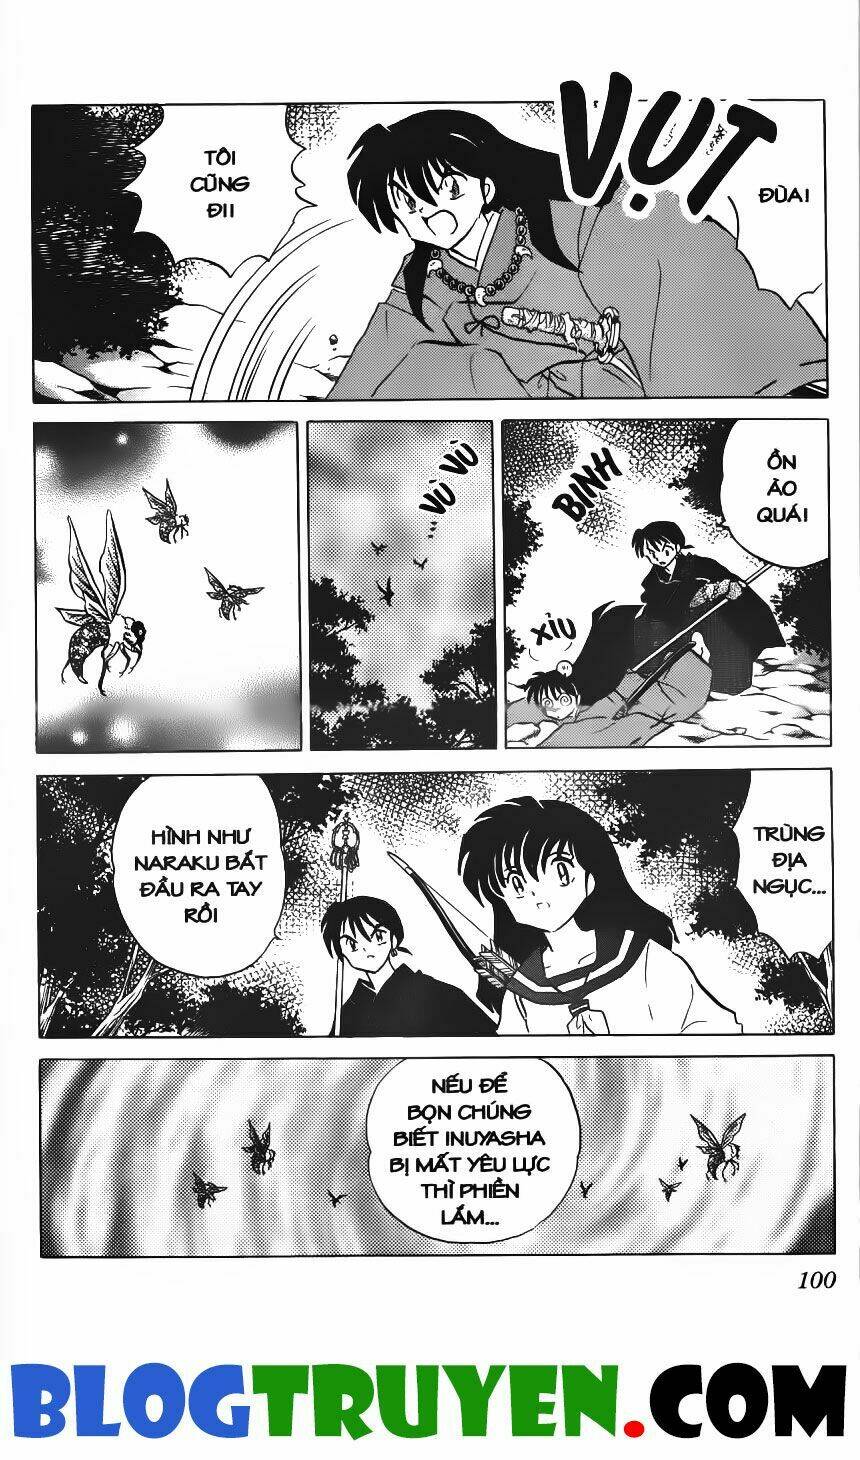 ĐÙA!
VỤT
TÔI
CŨNG
ĐI!
ỒN
ÀO
QUÁ!
BINH
XỈU
...VÙ VÙ
TRÙNG
ĐỊA
NGỤC...
HÌNH NHƯ
NARAKU BẮT
ĐẦU RA TAY
RỒI
NẾU ĐỂ
BỌN CHÚNG
BIẾT INUYASHA
BỊ MẤT YÊU LỰC
THÌ PHIỀN
LẮM...
100
BLOGTRUYEN.COM